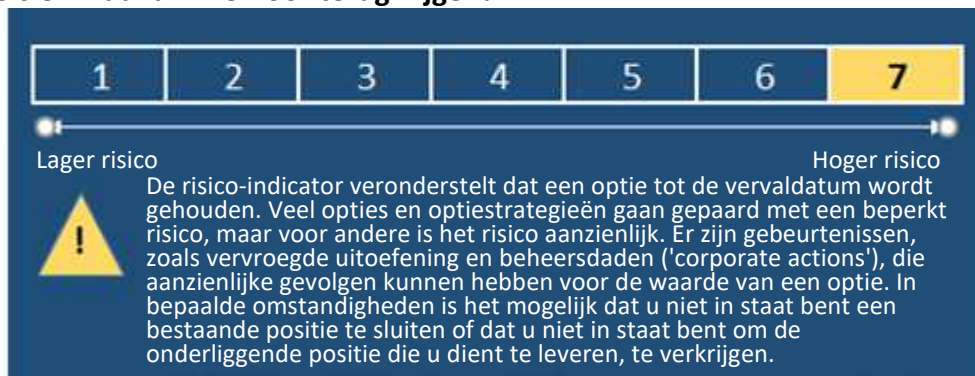 1 2 3 4 5 6 7
Lager risico Hoger risico
De risico-indicator veronderstelt dat een optie tot de vervaldatum wordt
gehouden. Veel opties en optiestrategieën gaan gepaard met een beperkt
risico, maar voor andere is het risico aanzienlijk. Er zijn gebeurtenissen,
zoals vervroegde uitoefening en beheersdaden ('corporate actions'), die
aanzienlijke gevolgen kunnen hebben voor de waarde van een optie. In
bepaalde omstandigheden is het mogelijk dat u niet in staat bent een
bestaande positie te sluiten of dat u niet in staat bent om de
onderliggende positie die u dient te leveren, te verkrijgen.
!